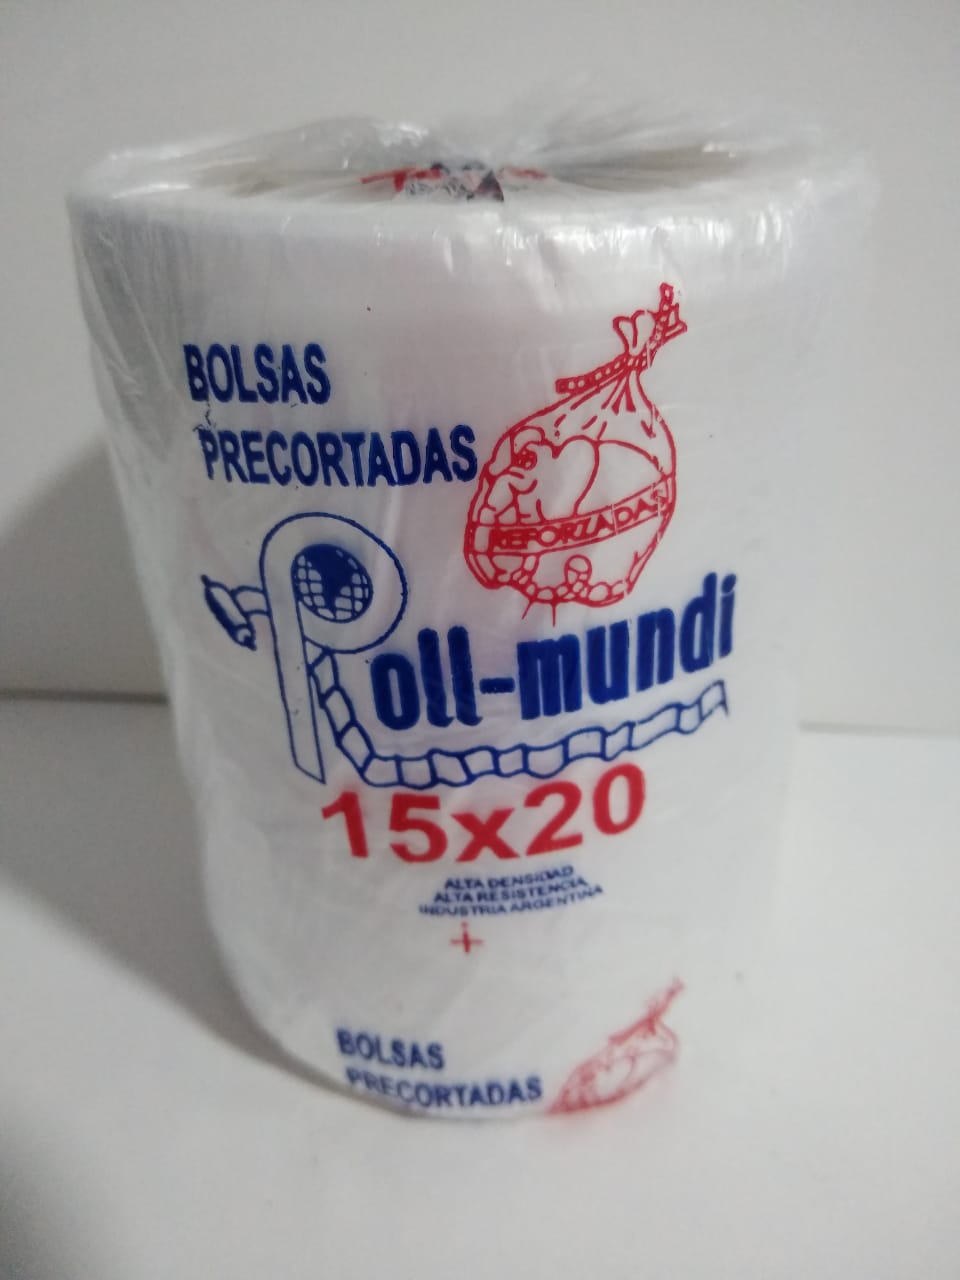 BOLSAS
PRECORTADAS
REFORZADAS
Roll-mundi
15x20
ALTA DENSIDAD
ALTA RESISTENCIA
INDUSTRIA ARGENTINA
BOLSAS
PRECORTADAS